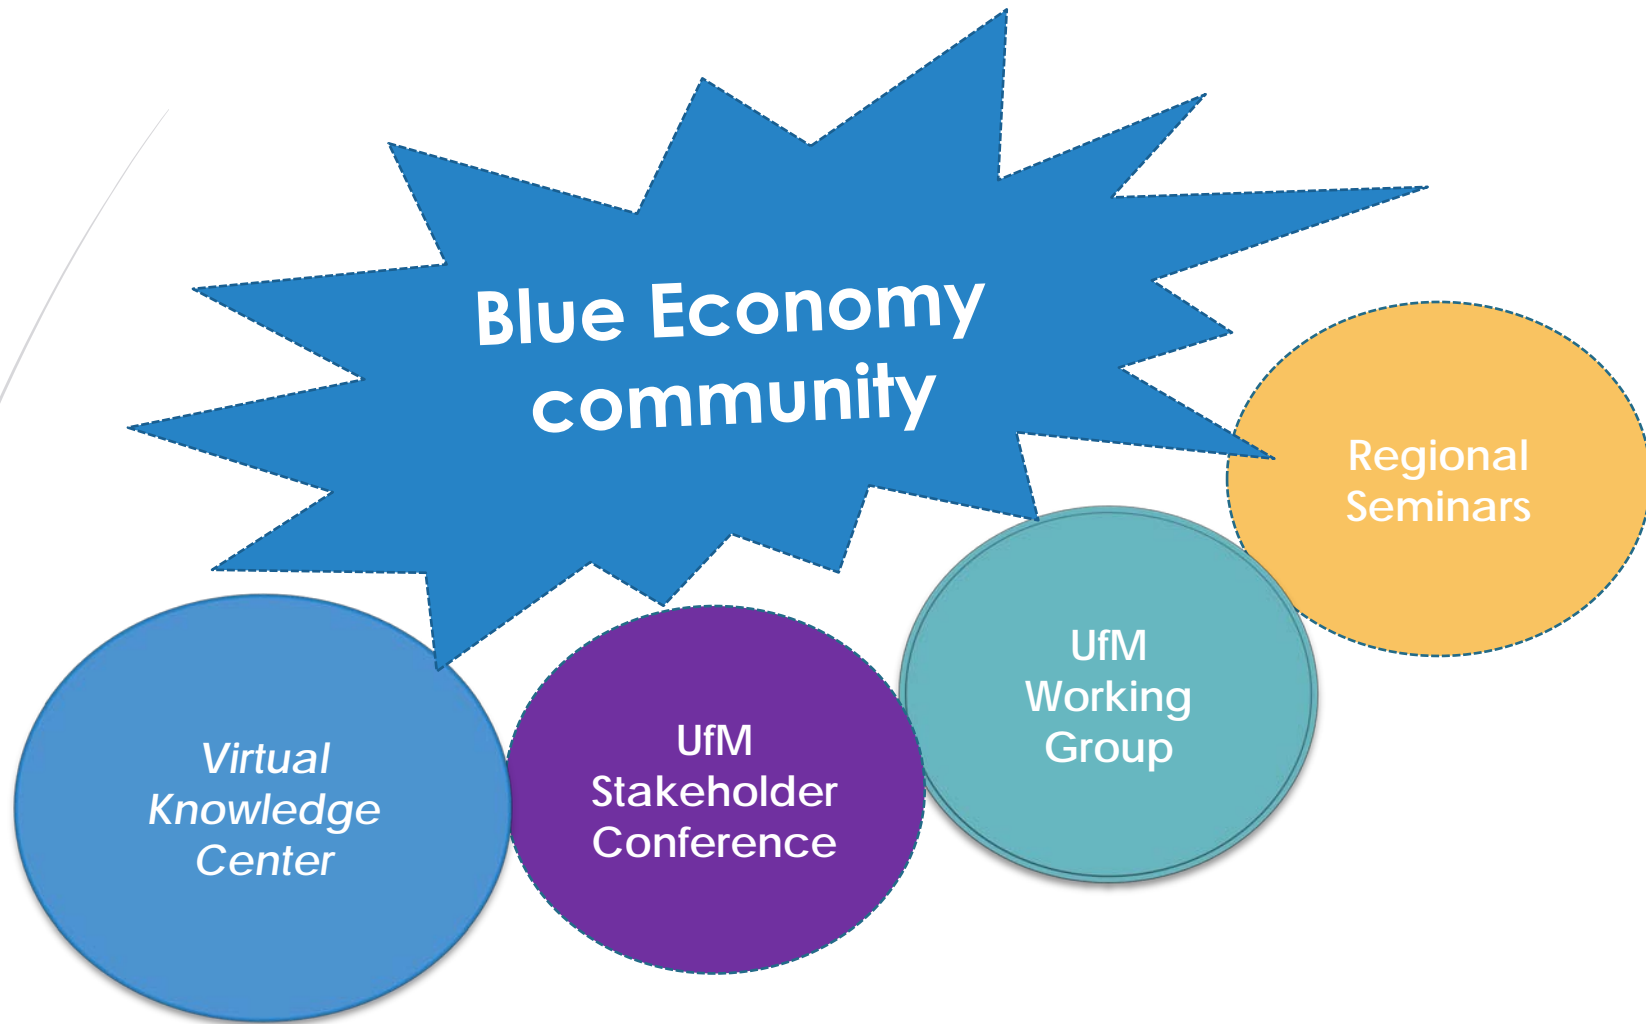 Blue Economy
community
Regional
Seminars
UfM
Working
Group
UfM
Stakeholder
Conference
Virtual
Knowledge
Center